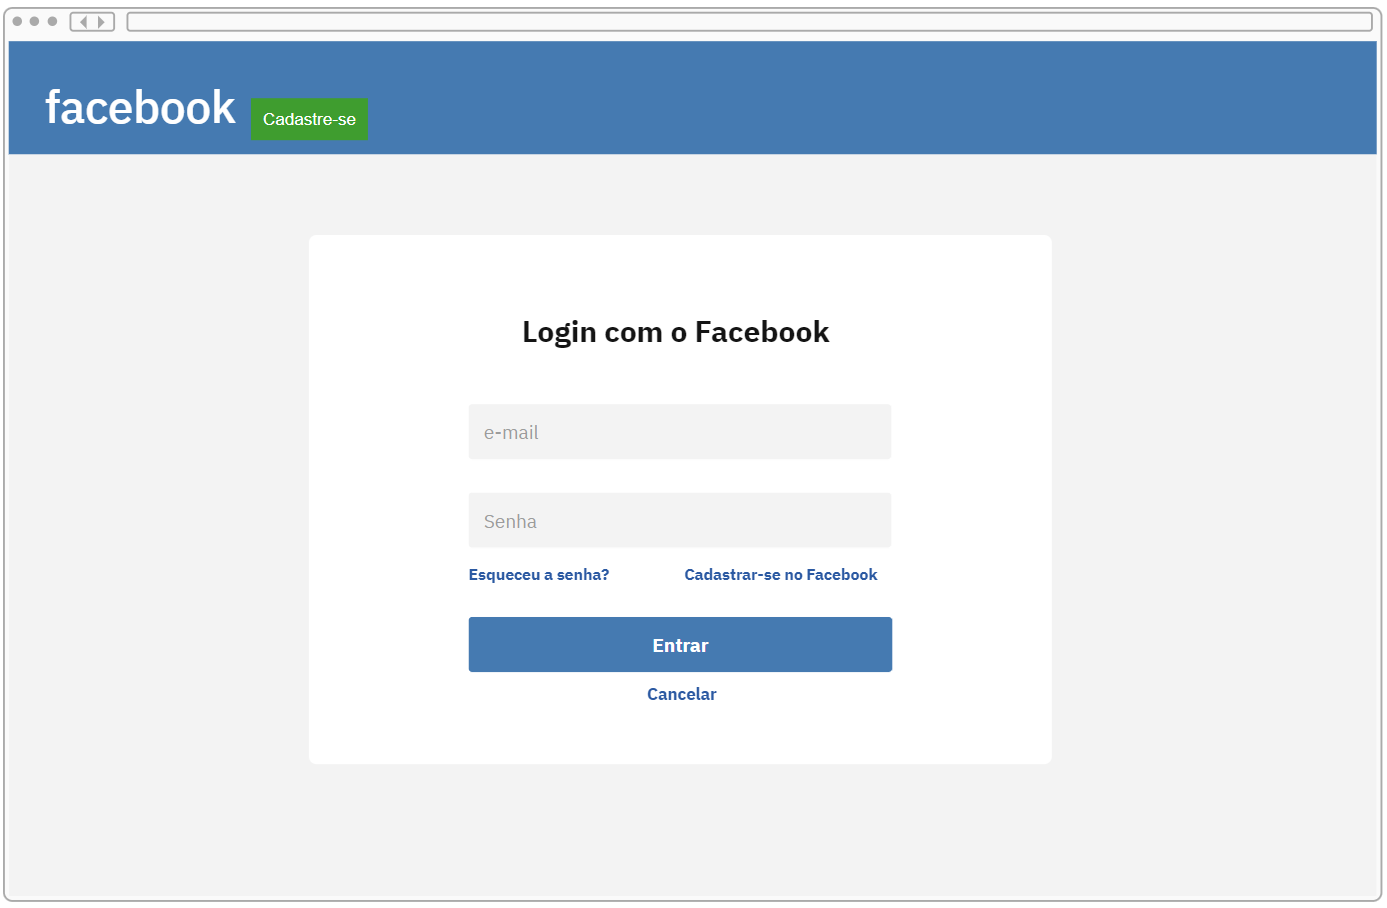 facebook
Cadastre-se
Login com o Facebook
e-mail
Senha
Esqueceu a senha?
Cadastrar-se no Facebook
Entrar
Cancelar